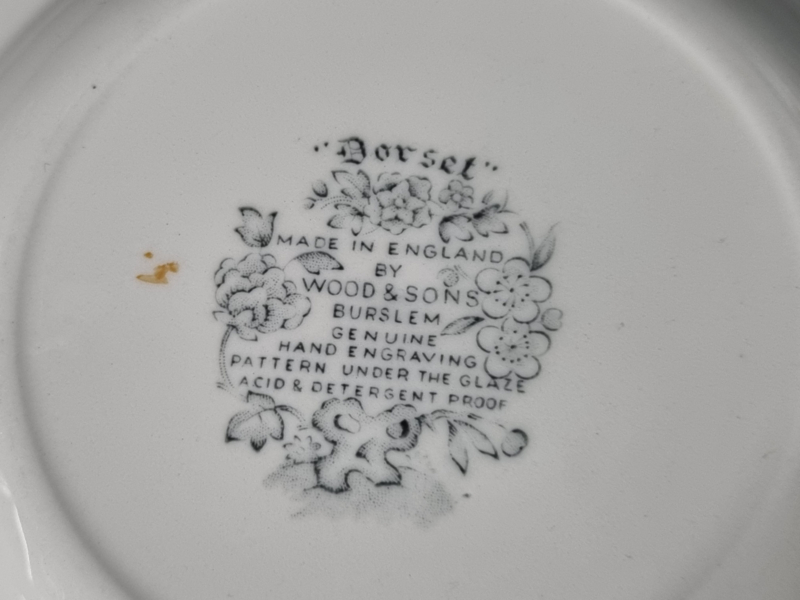 "Dorset"
MADE IN ENGLAND
BY
WOOD & SONS
BURSLEM
GENUINE
HAND ENGRAVING
PATTERN UNDER THE GLAZE
ACID & DETERGENT PROOF